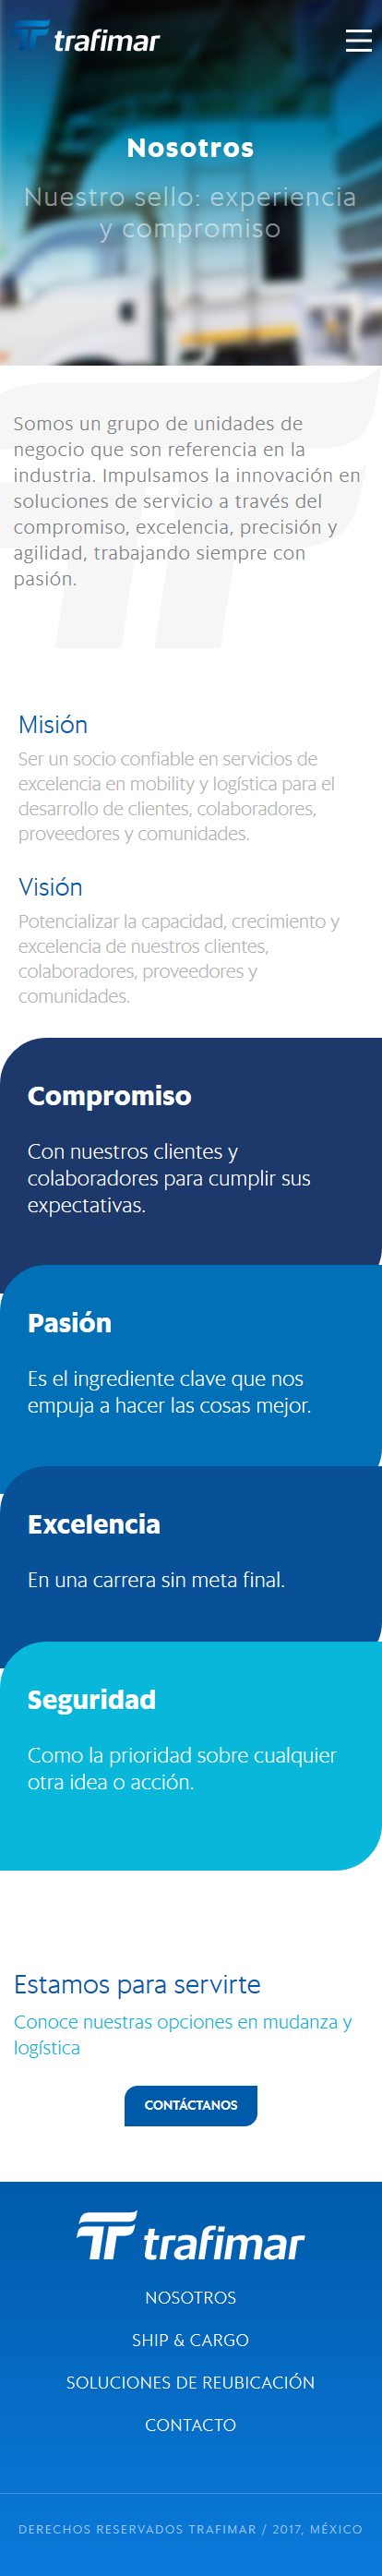 trafimar
Nosotros
Nuestro sello: experiencia
y compromiso
Somos un grupo de unidades de
negocio que son referencia en la
industria. Impulsamos la innovación en
soluciones de servicio a través del
compromiso, excelencia, precisión y
agilidad, trabajando siempre con
pasión.
Misión
Ser un socio confiable en servicios de
excelencia en mobility y logística para el
desarrollo de clientes, colaboradores,
proveedores y comunidades.
Visión
Potencializar la capacidad, crecimiento y
excelencia de nuestros clientes,
colaboradores, proveedores y
comunidades.
Compromiso
Con nuestros clientes y
colaboradores para cumplir sus
expectativas.
Pasión
Es el ingrediente clave que nos
empuja a hacer las cosas mejor.
Excelencia
En una carrera sin meta final.
Seguridad
Como la prioridad sobre cualquier
otra idea o acción.
Estamos para servirte
Conoce nuestras opciones en mudanza y
logística
CONTÁCTANOS
trafimar
NOSOTROS
SHIP & CARGO
SOLUCIONES DE REUBICACIÓN
CONTACTO
DERECHOS RESERVADOS TRAFIMAR / 2017, MÉXICO